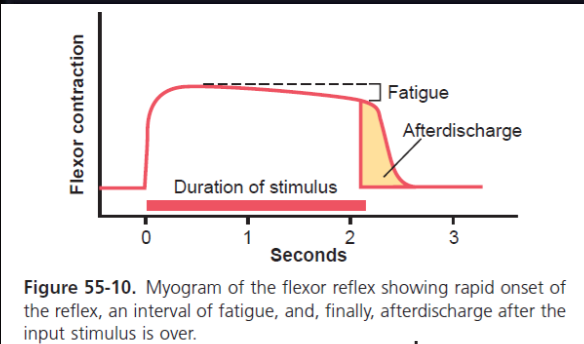 Flexor contraction
Fatigue
Afterdischarge
Duration of stimulus
0 1 2 3
Seconds
Figure 55-10. Myogram of the flexor reflex showing rapid onset of
the reflex, an interval of fatigue, and, finally, afterdischarge after the
input stimulus is over.